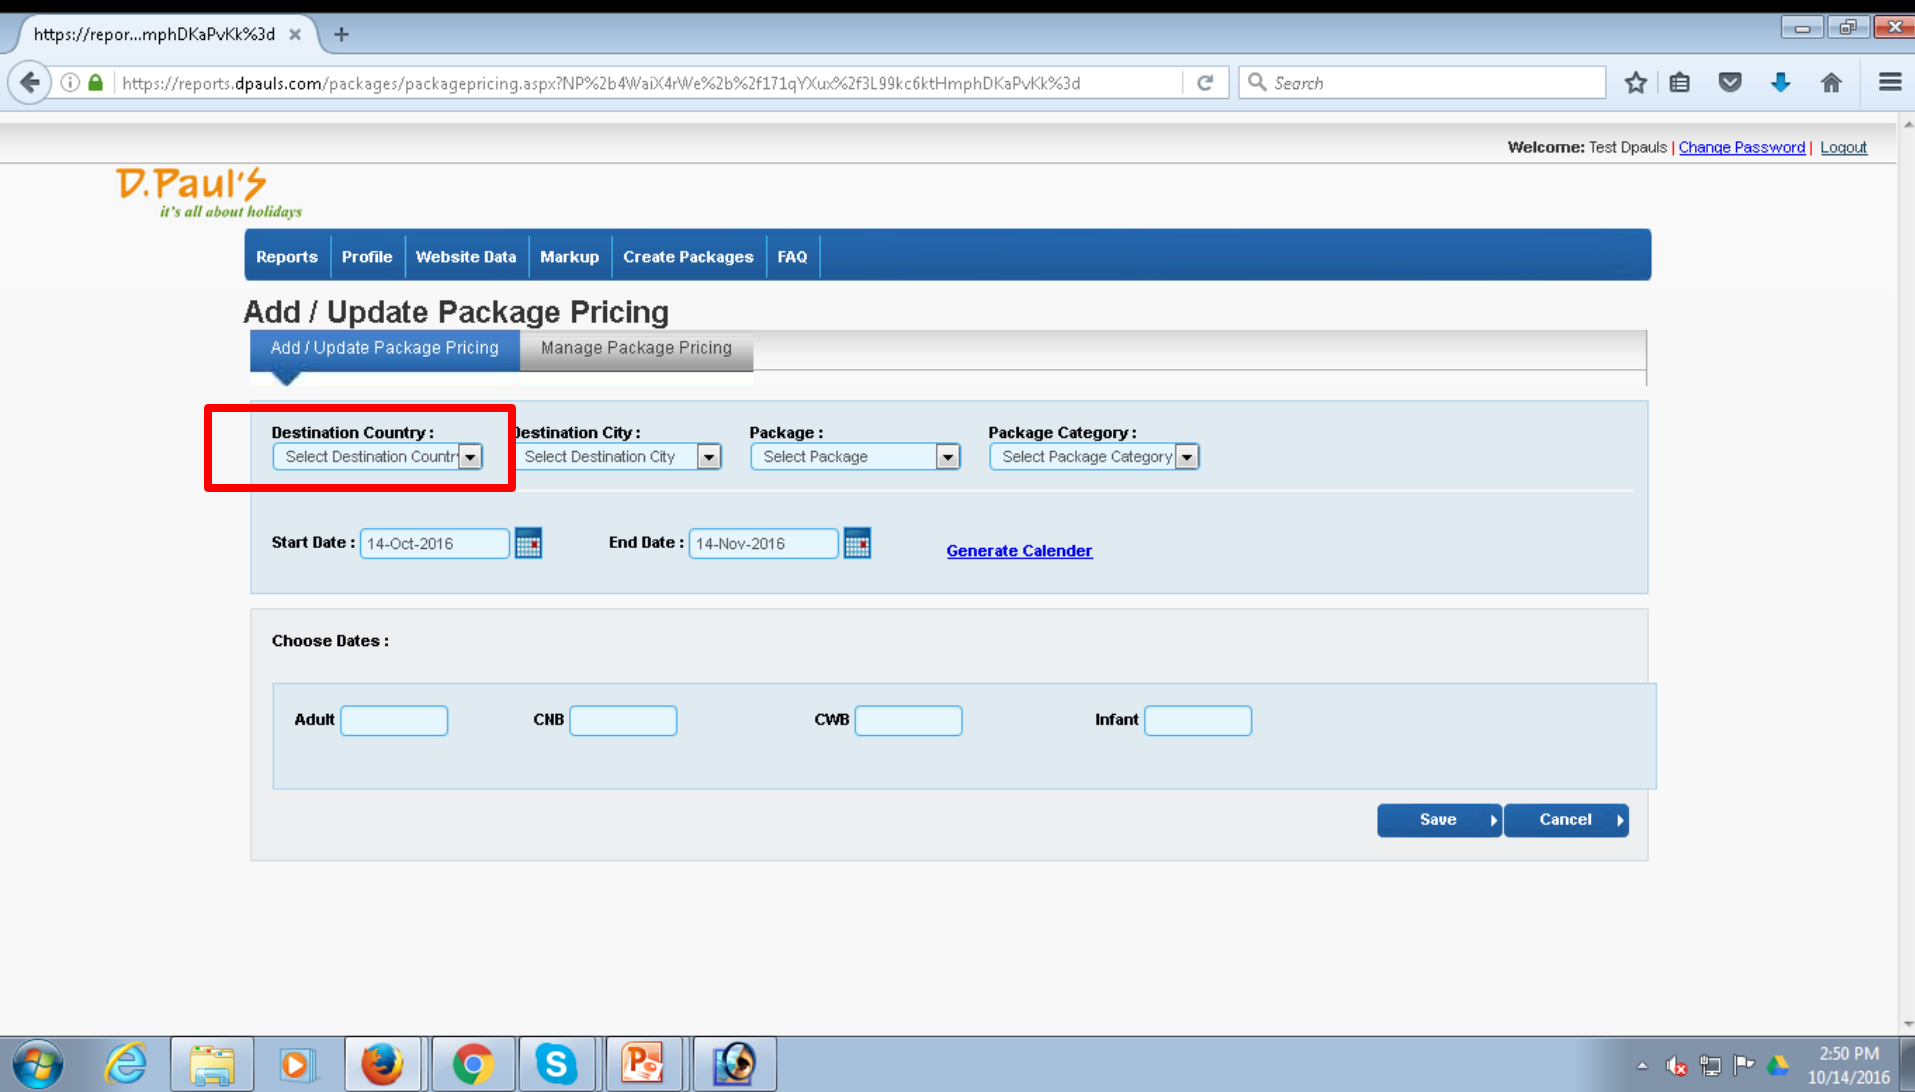 https://repor...mphDKaPvKk%3d
https://reports.dpauls.com/packages/packagepricing.aspx?NP%2b4WaiX4rWe%2b%2f171qYXux%2f3L99kc6ktHmphDKaPvKk%3d
Search
Welcome: Test Dpauls | Change Password | Logout
D.Paul's
it's all about holidays
Reports Profile Website Data Markup Create Packages FAQ
Add / Update Package Pricing
Add / Update Package Pricing Manage Package Pricing
Destination Country : Destination City : Package : Package Category :
Select Destination Countr Select Destination City Select Package Select Package Category
Start Date : 14-Oct-2016 End Date : 14-Nov-2016 Generate Calender
Choose Dates :
Adult CNB CWB Infant
Save Cancel
2:50 PM
10/14/2016